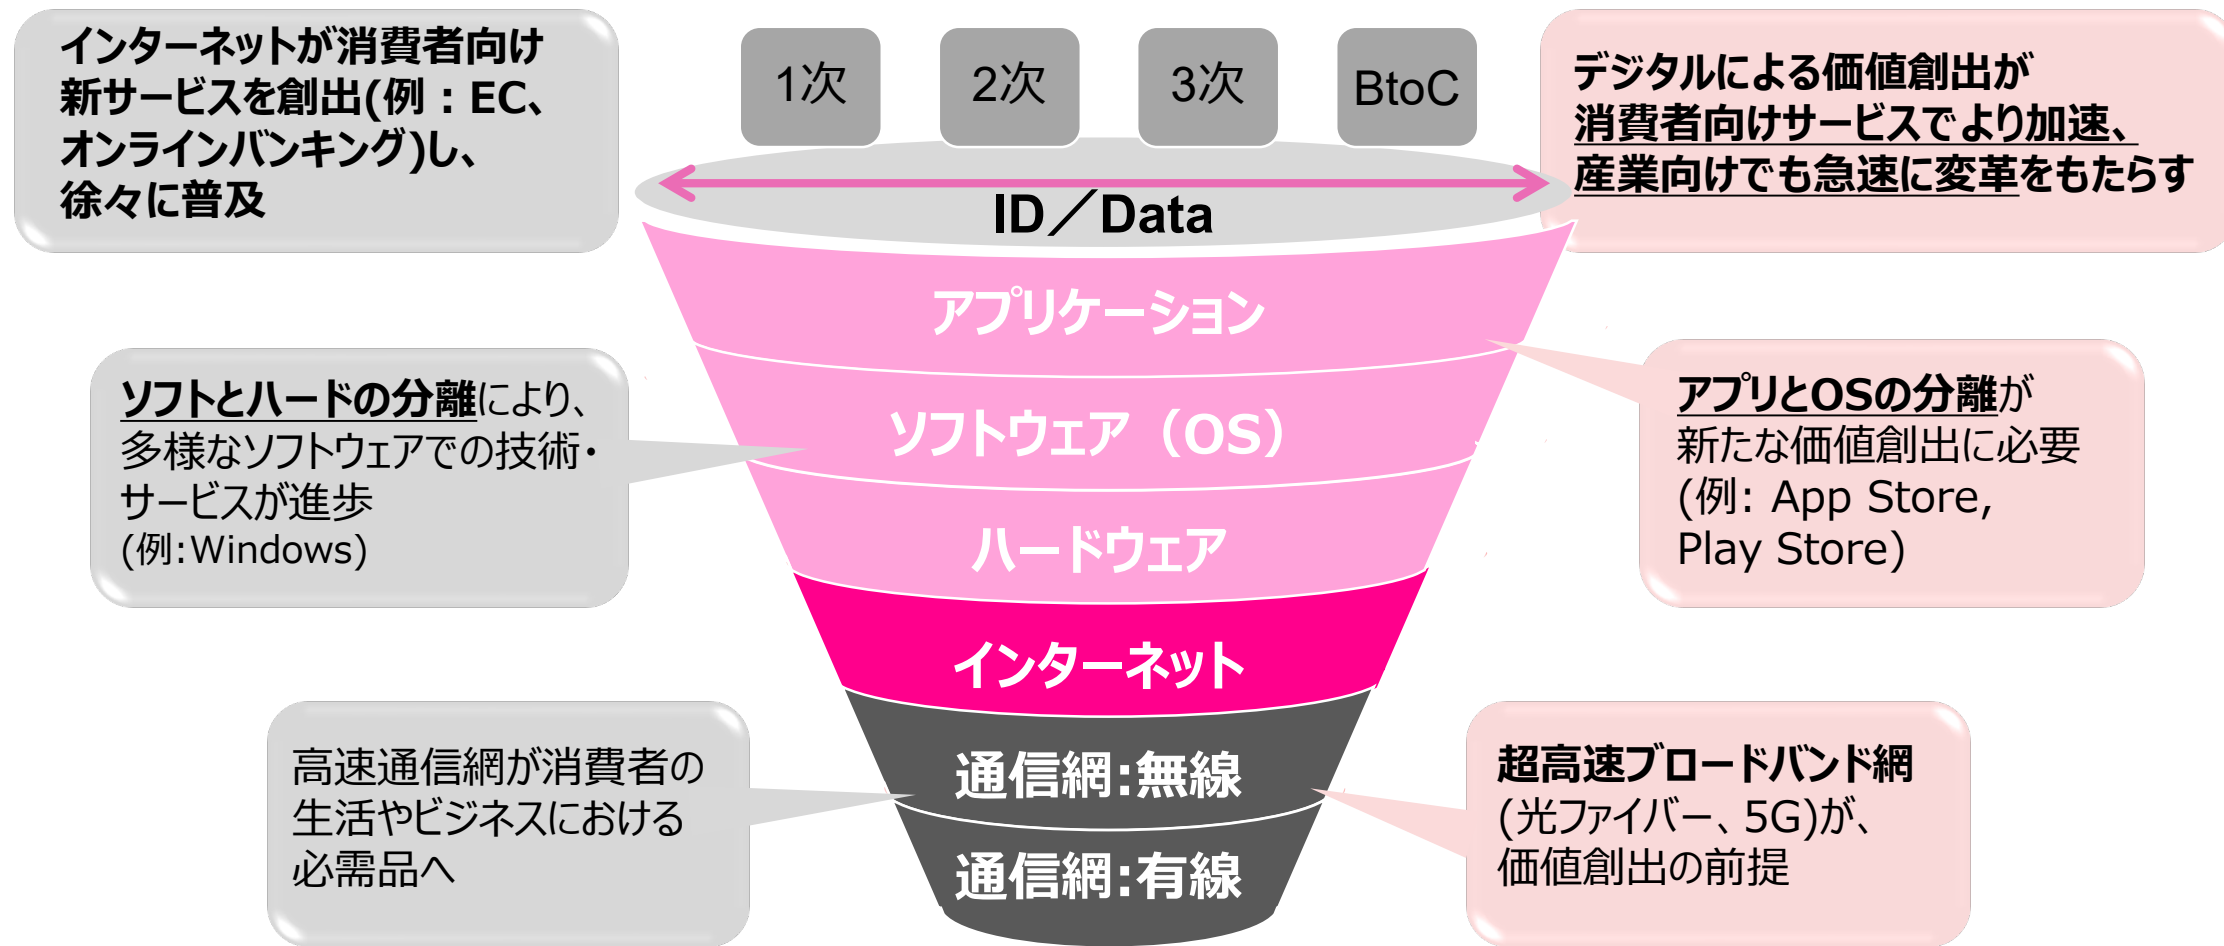 インターネットが消費者向け
新サービスを創出(例：EC、
オンラインバンキング)し、
徐々に普及
1次
2次
3次
BtoC
デジタルによる価値創出が
消費者向けサービスでより加速、
産業向けでも急速に変革をもたらす
ID／Data
アプリケーション
ソフトウェア（OS）
ハードウェア
インターネット
通信網:無線
通信網:有線
ソフトとハードの分離により、
多様なソフトウェアでの技術・
サービスが進歩
(例:Windows)
アプリとOSの分離が
新たな価値創出に必要
(例: App Store,
Play Store)
高速通信網が消費者の
生活やビジネスにおける
必需品へ
超高速ブロードバンド網
(光ファイバー、5G)が、
価値創出の前提